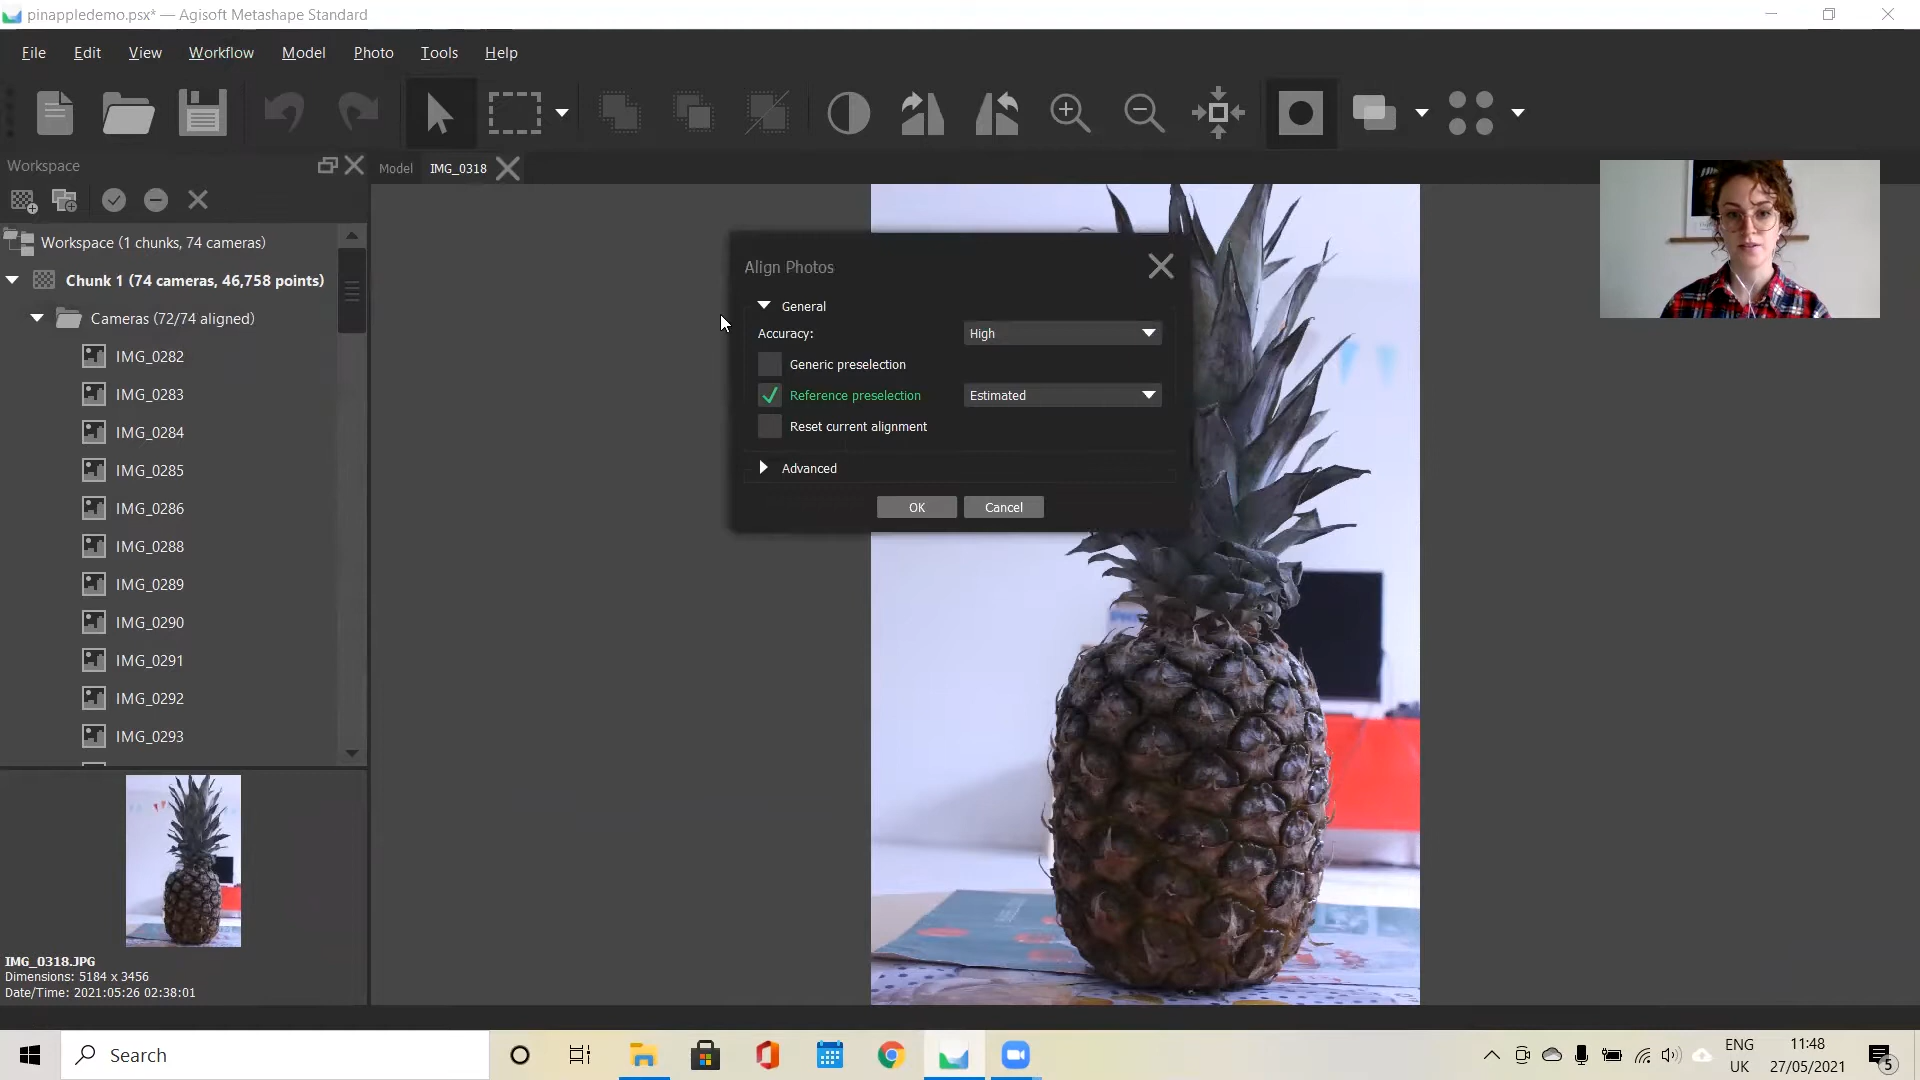 pinappledemo.psx* — Agisoft Metashape Standard
File Edit View Workflow Model Photo Tools Help
Workspace
Model IMG_0318
Workspace (1 chunks, 74 cameras)
Chunk 1 (74 cameras, 46,758 points)
Cameras (72/74 aligned)
IMG_0282
IMG_0283
IMG_0284
IMG_0285
IMG_0286
IMG_0288
IMG_0289
IMG_0290
IMG_0291
IMG_0292
IMG_0293
Align Photos
General
Accuracy: High
Generic preselection
Reference preselection Estimated
Reset current alignment
Advanced
OK Cancel
IMG_0318.JPG
Dimensions: 5184 x 3456
Date/Time: 2021:05:26 02:38:01
Search
ENG
UK
11:48
27/05/2021
5